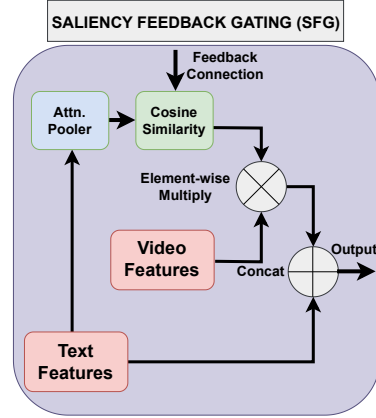 SALIENCY FEEDBACK GATING (SFG)
Feedback
Connection
Attn.
Pooler
Cosine
Similarity
Element-wise
Multiply
Video
Features
Concat
Output
Text
Features